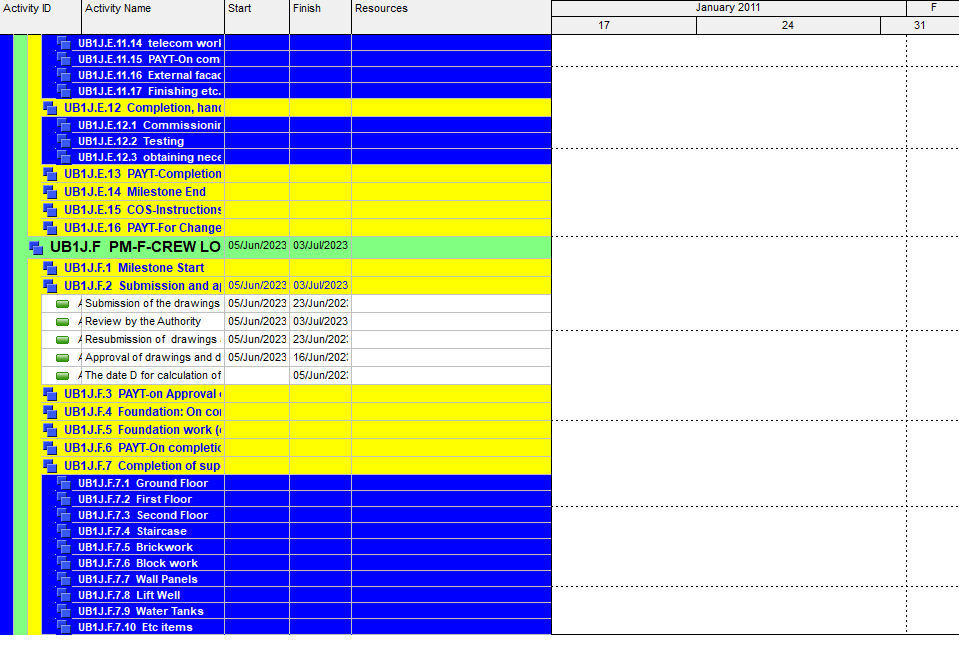 Activity ID Activity Name Start Finish Resources January 2011 F
17 24 31
UB1J.E.11.14 telecom work
UB1J.E.11.15 PAYT-On com
UB1J.E.11.16 External facad
UB1J.E.11.17 Finishing etc.
UB1J.E.12 Completion, hand
UB1J.E.12.1 Commissionin
UB1J.E.12.2 Testing
UB1J.E.12.3 obtaining nece
UB1J.E.13 PAYT-Completion
UB1J.E.14 Milestone End
UB1J.E.15 COS-Instructions
UB1J.E.16 PAYT-For Change
UB1J.F PM-F-CREW LO 05/Jun/2023 03/Jul/2023
UB1J.F.1 Milestone Start
UB1J.F.2 Submission and ap 05/Jun/2023 03/Jul/2023
Submission of the drawings 05/Jun/2023 23/Jun/202
Review by the Authority 05/Jun/2023 03/Jul/2023
Resubmission of drawings 05/Jun/2023 23/Jun/202
Approval of drawings and d 05/Jun/2023 16/Jun/202
The date D for calculation of 05/Jun/202
UB1J.F.3 PAYT-on Approval
UB1J.F.4 Foundation: On co
UB1J.F.5 Foundation work (
UB1J.F.6 PAYT-On completio
UB1J.F.7 Completion of sup
UB1J.F.7.1 Ground Floor
UB1J.F.7.2 First Floor
UB1J.F.7.3 Second Floor
UB1J.F.7.4 Staircase
UB1J.F.7.5 Brickwork
UB1J.F.7.6 Block work
UB1J.F.7.7 Wall Panels
UB1J.F.7.8 Lift Well
UB1J.F.7.9 Water Tanks
UB1J.F.7.10 Etc items